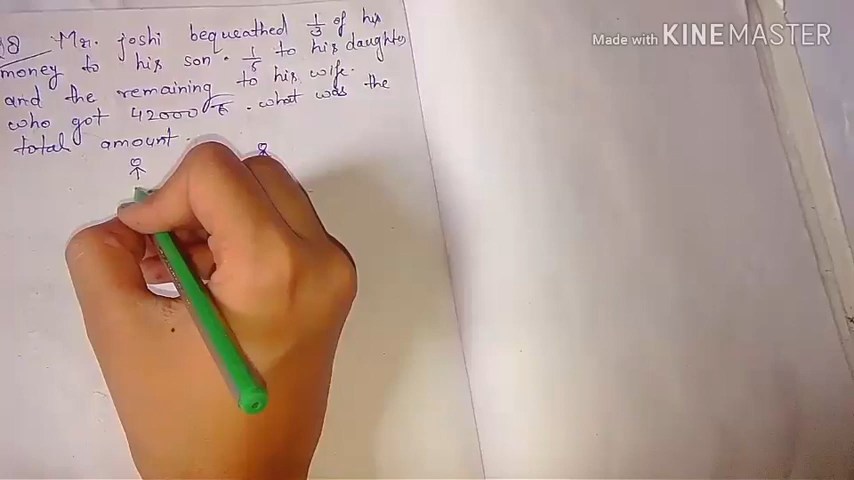 Q8 Mr. Joshi bequeathed 1/3 of his
money to his son. 1/5 to his daughter
and the remaining to his wife.
who got 42000 ₹. what was the
total amount.
Made with KINEMASTER